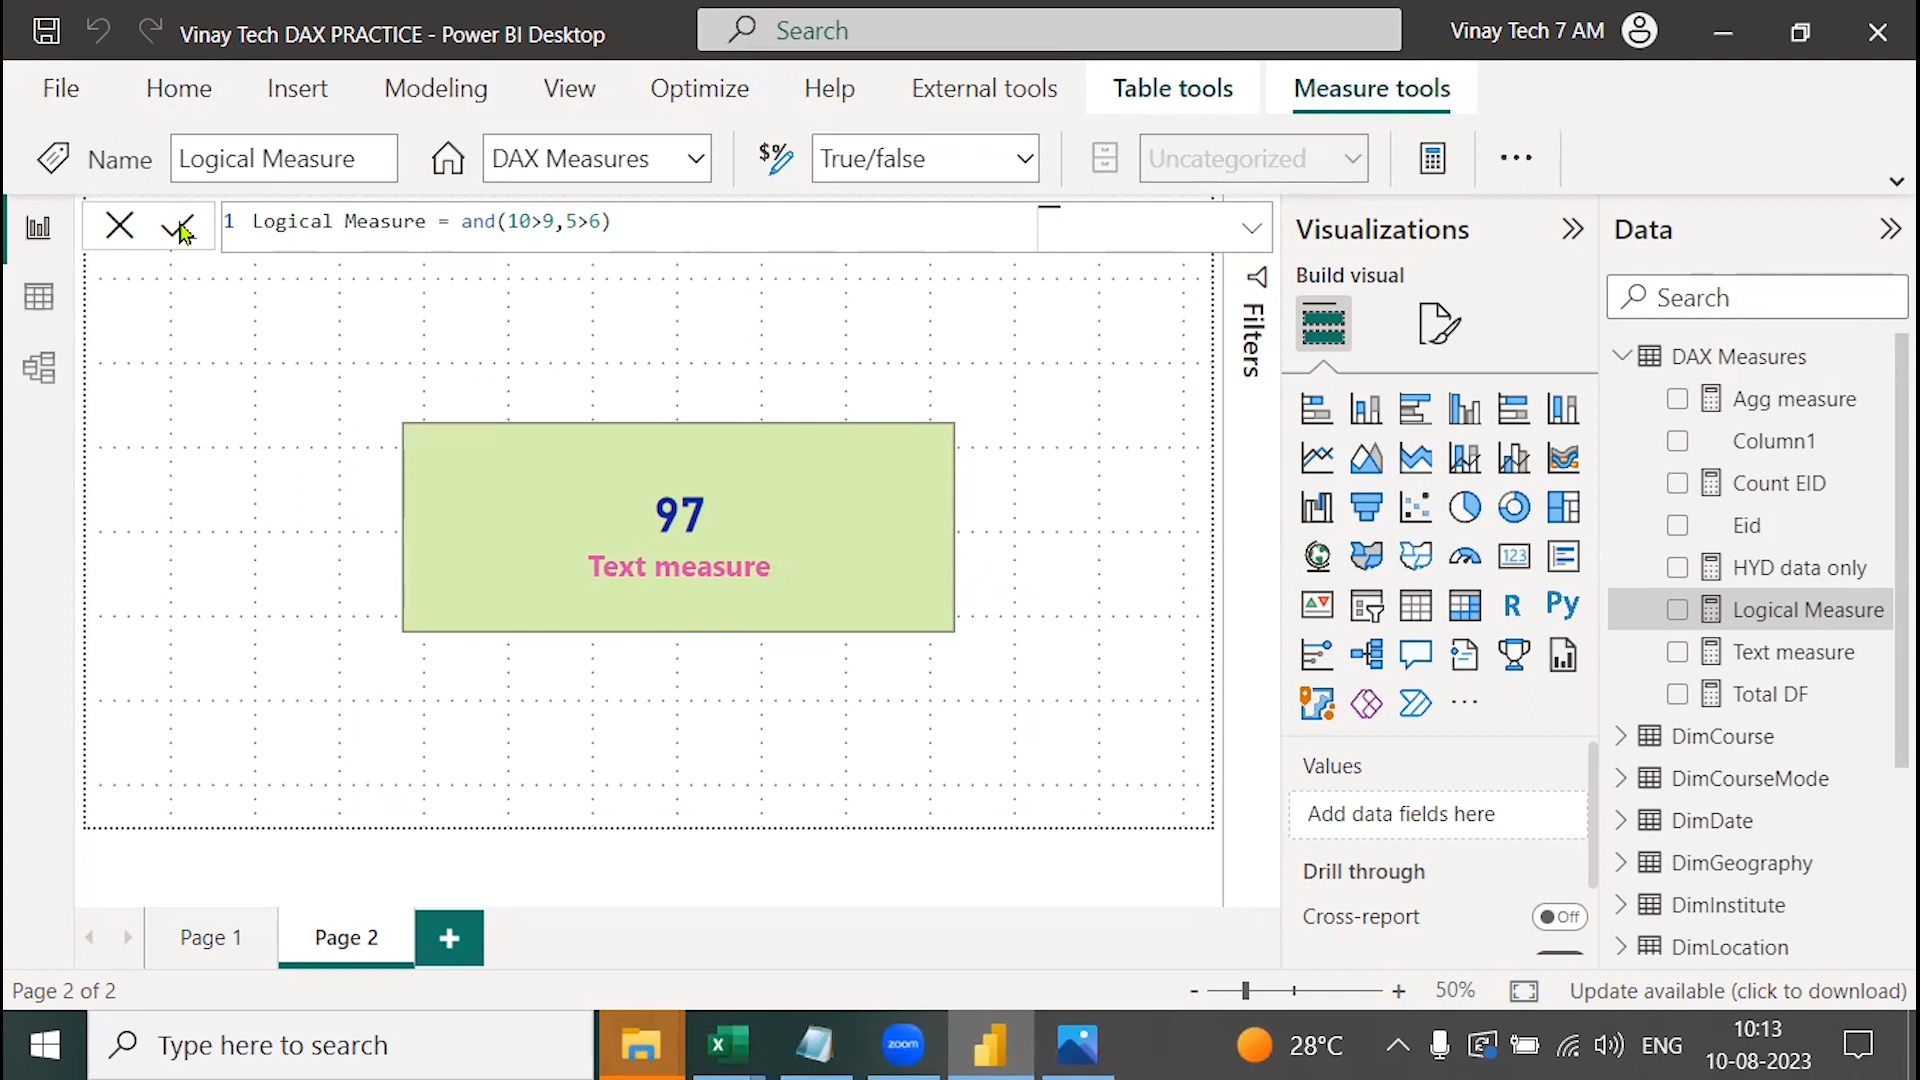 Vinay Tech DAX PRACTICE - Power BI Desktop
Search
Vinay Tech 7 AM
File
Home
Insert
Modeling
View
Optimize
Help
External tools
Table tools
Measure tools
Name
Logical Measure
DAX Measures
$%
True/false
Uncategorized
1 Logical Measure = and(10>9,5>6)
97
Text measure
Filters
Visualizations
Build visual
123
R
Py
Values
Add data fields here
Drill through
Cross-report
Off
Data
Search
DAX Measures
Agg measure
Column1
Count EID
Eid
HYD data only
Logical Measure
Text measure
Total DF
DimCourse
DimCourseMode
DimDate
DimGeography
DimInstitute
DimLocation
Page 1
Page 2
Page 2 of 2
50%
Update available (click to download)
Type here to search
zoom
28°C
ENG
10:13
10-08-2023